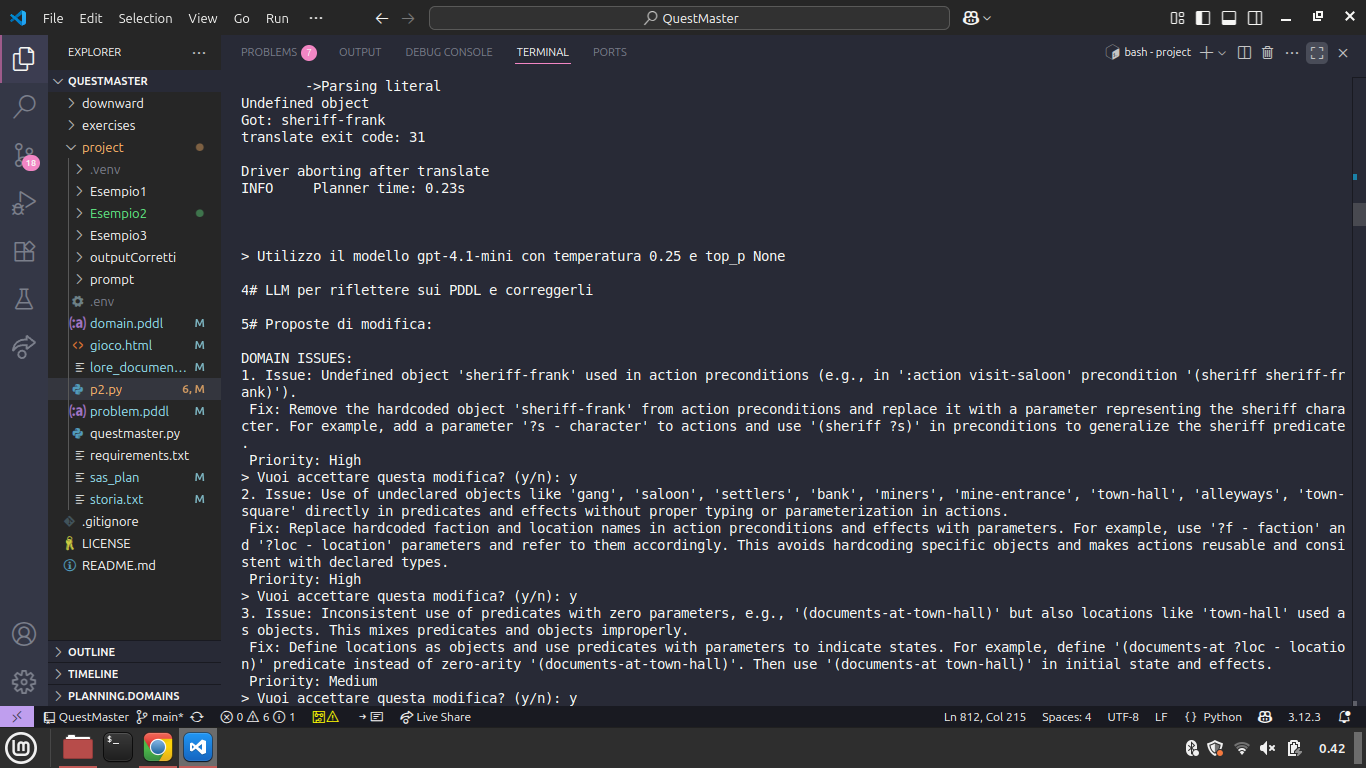 File Edit Selection View Go Run ··· QuestMaster
EXPLORER ···
QUESTMASTER
downward
exercises
project
.venv
Esempio1
Esempio2
Esempio3
outputCorretti
prompt
.env
domain.pddl M
gioco.html M
lore_documen... M
p2.py 6, M
problem.pddl M
questmaster.py
requirements.txt
sas_plan M
storia.txt M
.gitignore
LICENSE
README.md
OUTLINE
TIMELINE
PLANNING.DOMAINS
18
PROBLEMS 7 OUTPUT DEBUG CONSOLE TERMINAL PORTS bash - project
->Parsing literal
Undefined object
Got: sheriff-frank
translate exit code: 31
Driver aborting after translate
INFO Planner time: 0.23s
> Utilizzo il modello gpt-4.1-mini con temperatura 0.25 e top_p None
4# LLM per riflettere sui PDDL e correggerli
5# Proposte di modifica:
DOMAIN ISSUES:
1. Issue: Undefined object 'sheriff-frank' used in action preconditions (e.g., in ':action visit-saloon' precondition '(sheriff sheriff-fr
ank)').
Fix: Remove the hardcoded object 'sheriff-frank' from action preconditions and replace it with a parameter representing the sheriff chara
cter. For example, add a parameter '?s - character' to actions and use '(sheriff ?s)' in preconditions to generalize the sheriff predicate
.
Priority: High
> Vuoi accettare questa modifica? (y/n): y
2. Issue: Use of undeclared objects like 'gang', 'saloon', 'settlers', 'bank', 'miners', 'mine-entrance', 'town-hall', 'alleyways', 'town-
square' directly in predicates and effects without proper typing or parameterization in actions.
Fix: Replace hardcoded faction and location names in action preconditions and effects with parameters. For example, use '?f - faction' an
d '?loc - location' parameters and refer to them accordingly. This avoids hardcoding specific objects and makes actions reusable and consi
stent with declared types.
Priority: High
> Vuoi accettare questa modifica? (y/n): y
3. Issue: Inconsistent use of predicates with zero parameters, e.g., '(documents-at-town-hall)' but also locations like 'town-hall' used a
s objects. This mixes predicates and objects improperly.
Fix: Define locations as objects and use predicates with parameters to indicate states. For example, define '(documents-at ?loc - locatio
n)' predicate instead of zero-arity '(documents-at-town-hall)'. Then use '(documents-at town-hall)' in initial state and effects.
Priority: Medium
> Vuoi accettare questa modifica? (y/n): y
QuestMaster main* 0 6 1 Live Share Ln 812, Col 215 Spaces: 4 UTF-8 LF {} Python 3.12.3
0.42